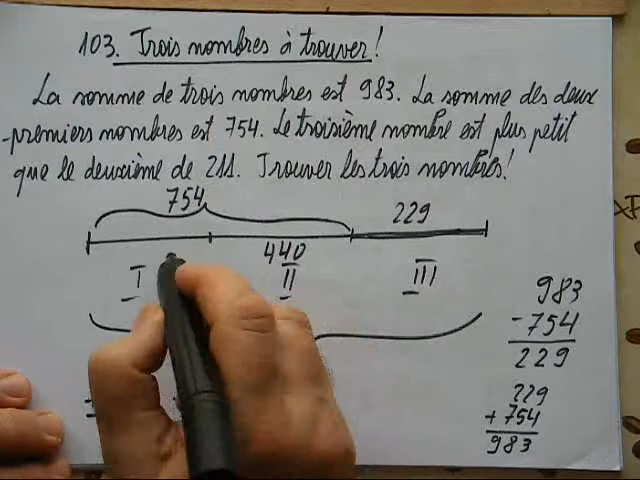 103. Trois nombres à trouver!
La somme de trois nombres est 983. La somme des deux
premiers nombres est 754. Le troisième nombre est plus petit
que le deuxième de 211. Trouver les trois nombres!
754
229
440
I II III
983
-754
229
229
+754
983